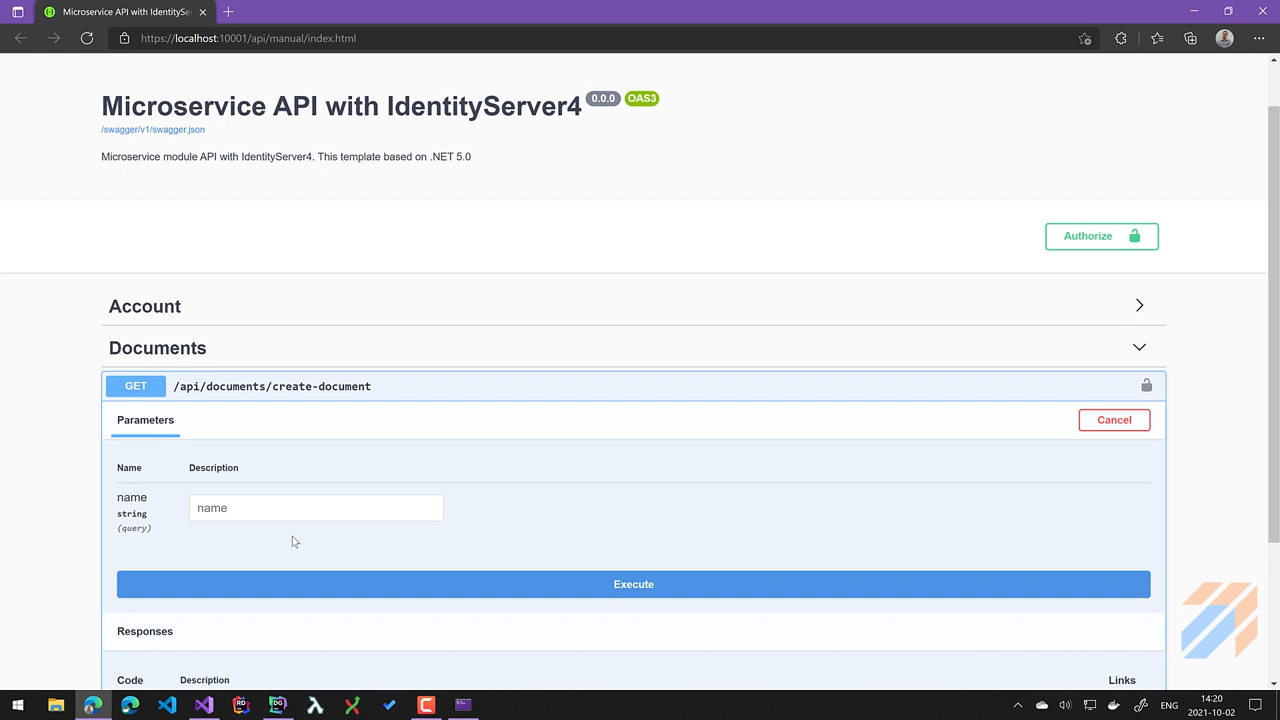 Microservice API with IdentitySe
https://localhost:10001/api/manual/index.html
Microservice API with IdentityServer4 0.0.0 OAS3
/swagger/v1/swagger.json
Microservice module API with IdentityServer4. This template based on .NET 5.0
Authorize
Account
Documents
GET /api/documents/create-document
Parameters Cancel
Name Description
name
string
(query)
name
Execute
Responses
Code Description Links
RD DG
ENG 14:20
2021-10-02